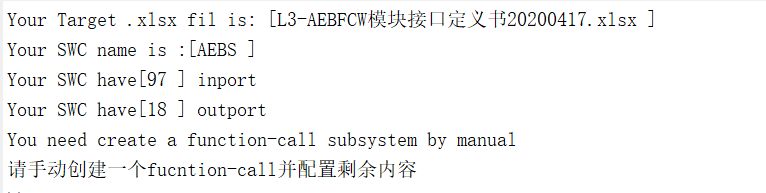 Your Target .xlsx fil is: [L3-AEBFCW模块接口定义书20200417.xlsx ]
Your SWC name is :[AEBS ]
Your SWC have[97 ] inport
Your SWC have[18 ] outport
You need create a function-call subsystem by manual
请手动创建一个fucntion-call并配置剩余内容